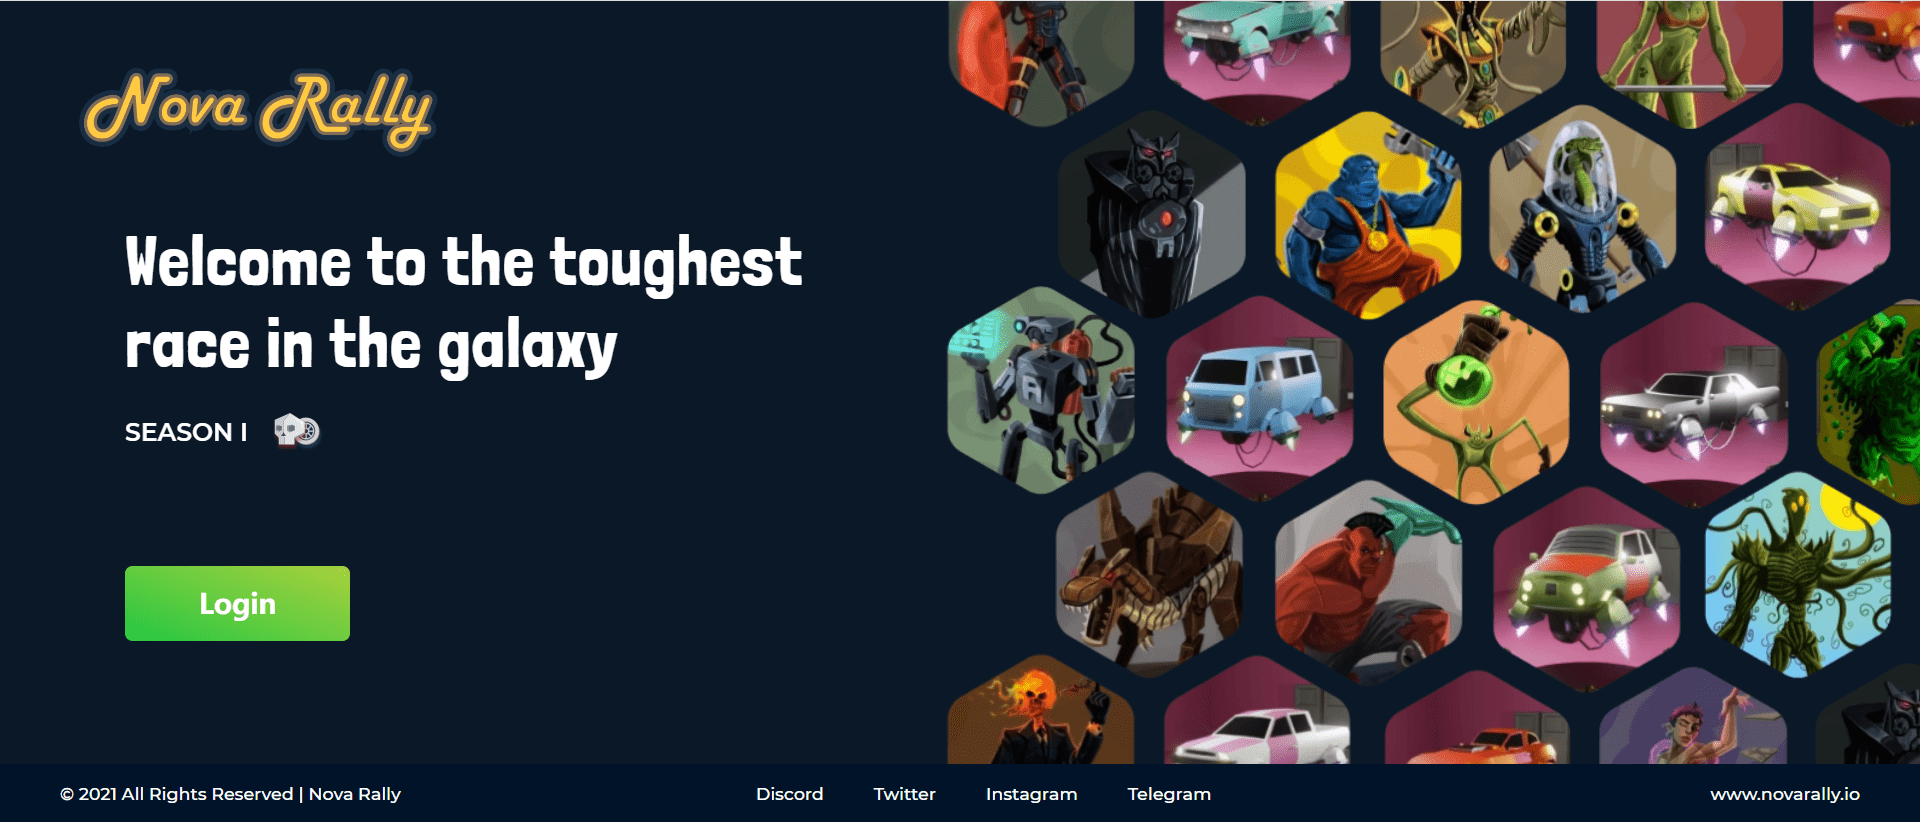 Nova Rally
Welcome to the toughest
race in the galaxy
SEASON I
Login
© 2021 All Rights Reserved | Nova Rally
Discord
Twitter
Instagram
Telegram
www.novarally.io